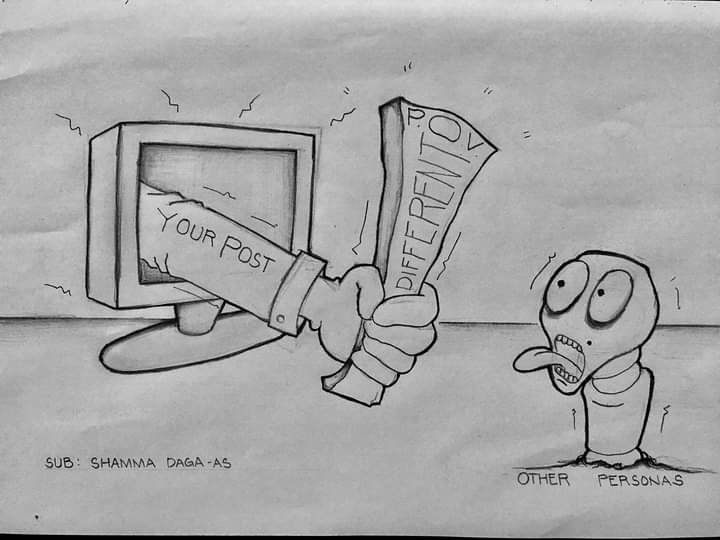 YOUR POST
DIFFERENT
P.O.V
SUB: SHAMMA DAGA-AS
OTHER PERSONAS